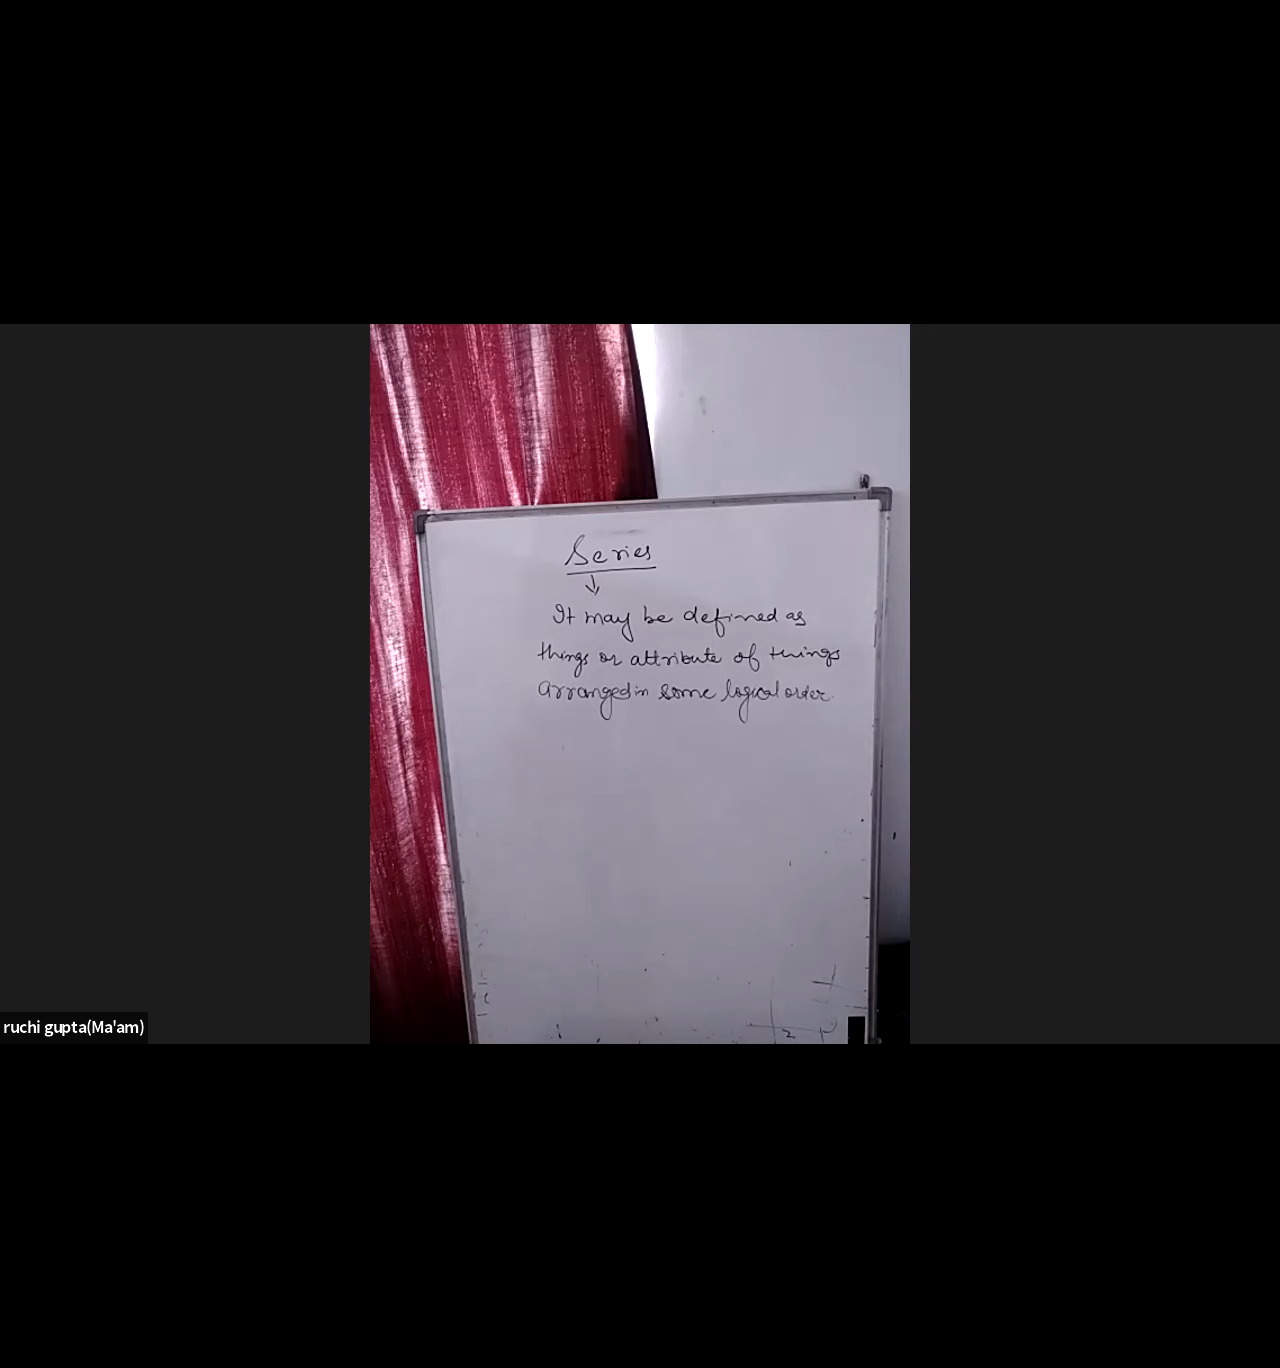 Series
It may be defined as
things or attribute of things
arranged in some logical order.
2
ruchi gupta(Ma'am)